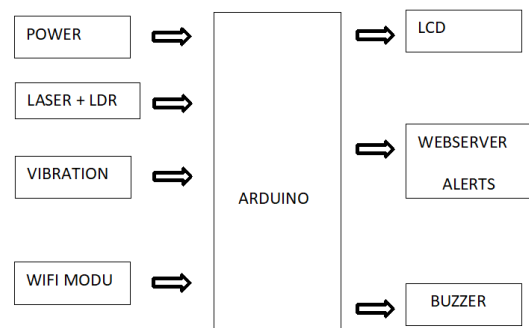 POWER
LASER + LDR
VIBRATION
WIFI MODU
ARDUINO
LCD
WEBSERVER
ALERTS
BUZZER